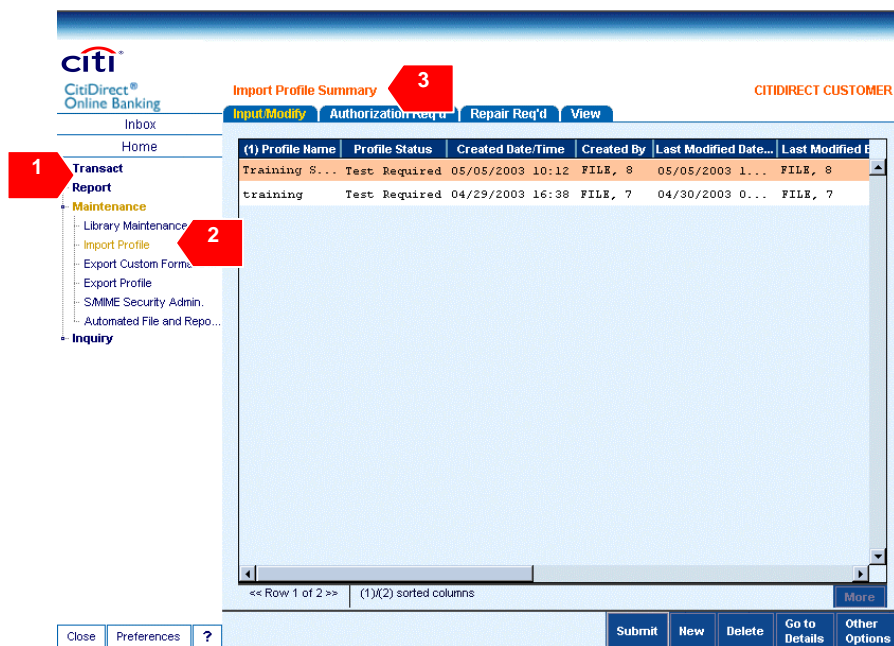 citi
CitiDirect®
Online Banking
Inbox
Home
1
Transact
Report
Maintenance
Library Maintenance
2
Import Profile
Export Custom Forma
Export Profile
S/MIME Security Admin.
Automated File and Repo...
Inquiry
Import Profile Summary
3
CITIDIRECT CUSTOMER
Input/Modify Authorization Req'd Repair Req'd View
(1) Profile Name Profile Status Created Date/Time Created By Last Modified Date... Last Modified B
Training S... Test Required 05/05/2003 10:12 FILE, 8 05/05/2003 1... FILE, 8
training Test Required 04/29/2003 16:38 FILE, 7 04/30/2003 0... FILE, 7
<< Row 1 of 2 >> (1)/(2) sorted columns
More
Close Preferences ?
Submit New Delete Go to Details Other Options